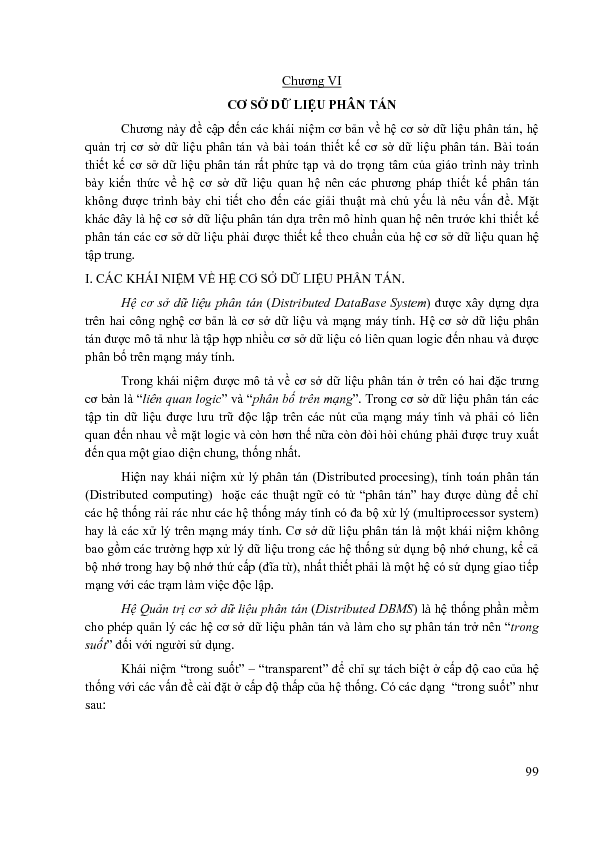 Chương VI
CƠ SỞ DỮ LIỆU PHÂN TÁN
Chương này đề cập đến các khái niệm cơ bản về hệ cơ sở dữ liệu phân tán, hệ
quản trị cơ sở dữ liệu phân tán và bài toán thiết kế cơ sở dữ liệu phân tán. Bài toán
thiết kế cơ sở dữ liệu phân tán rất phức tạp và do trọng tâm của giáo trình này trình
bày kiến thức về hệ cơ sở dữ liệu quan hệ nên các phương pháp thiết kế phân tán
không được trình bày chi tiết cho đến các giải thuật mà chủ yếu là nêu vấn đề. Mặt
khác đây là hệ cơ sở dữ liệu phân tán dựa trên mô hình quan hệ nên trước khi thiết kế
phân tán các cơ sở dữ liệu phải được thiết kế theo chuẩn của hệ cơ sở dữ liệu quan hệ
tập trung.
I. CÁC KHÁI NIỆM VỀ HỆ CƠ SỞ DỮ LIỆU PHÂN TÁN.
Hệ cơ sở dữ liệu phân tán (Distributed DataBase System) được xây dựng dựa
trên hai công nghệ cơ bản là cơ sở dữ liệu và mạng máy tính. Hệ cơ sở dữ liệu phân
tán được mô tả như là tập hợp nhiều cơ sở dữ liệu có liên quan logic đến nhau và được
phân bố trên mạng máy tính.
Trong khái niệm được mô tả về cơ sở dữ liệu phân tán ở trên có hai đặc trưng
cơ bản là “liên quan logic” và “phân bố trên mạng”. Trong cơ sở dữ liệu phân tán các
tập tin dữ liệu được lưu trữ độc lập trên các nút của mạng máy tính và phải có liên
quan đến nhau về mặt logic và còn hơn thế nữa còn đòi hỏi chúng phải được truy xuất
đến qua một giao diện chung, thống nhất.
Hiện nay khái niệm xử lý phân tán (Distributed procesing), tính toán phân tán
(Distributed computing)  hoặc các thuật ngữ có từ “phân tán” hay được dùng để chỉ
các hệ thống rải rác như các hệ thống máy tính có đa bộ xử lý (multiprocessor system)
hay là các xử lý trên mạng máy tính. Cơ sở dữ liệu phân tán là một khái niệm không
bao gồm các trường hợp xử lý dữ liệu trong các hệ thống sử dụng bộ nhớ chung, kể cả
bộ nhớ trong hay bộ nhớ thứ cấp (đĩa từ), nhất thiết phải là một hệ có sử dụng giao tiếp
mạng với các trạm làm việc độc lập.
Hệ Quản trị cơ sở dữ liệu phân tán (Distributed DBMS) là hệ thống phần mềm
cho phép quản lý các hệ cơ sở dữ liệu phân tán và làm cho sự phân tán trở nên “trong
suốt” đối với người sử dụng.
Khái niệm “trong suốt” – “transparent” để chỉ sự tách biệt ở cấp độ cao của hệ
thống với các vấn đề cài đặt ở cấp độ thấp của hệ thống. Có các dạng  “trong suốt” như
sau:
99